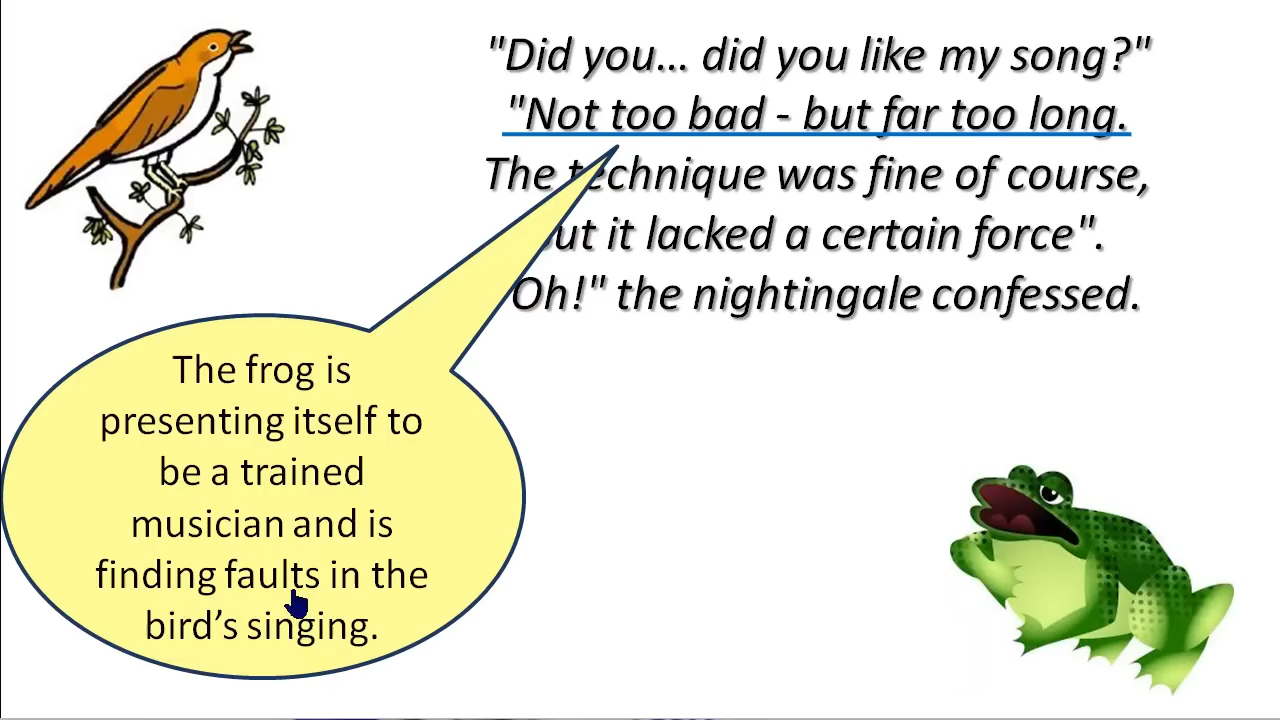 "Did you... did you like my song?"
"Not too bad - but far too long.
The technique was fine of course,
but it lacked a certain force".
Oh!" the nightingale confessed.
The frog is
presenting itself to
be a trained
musician and is
finding faults in the
bird's singing.